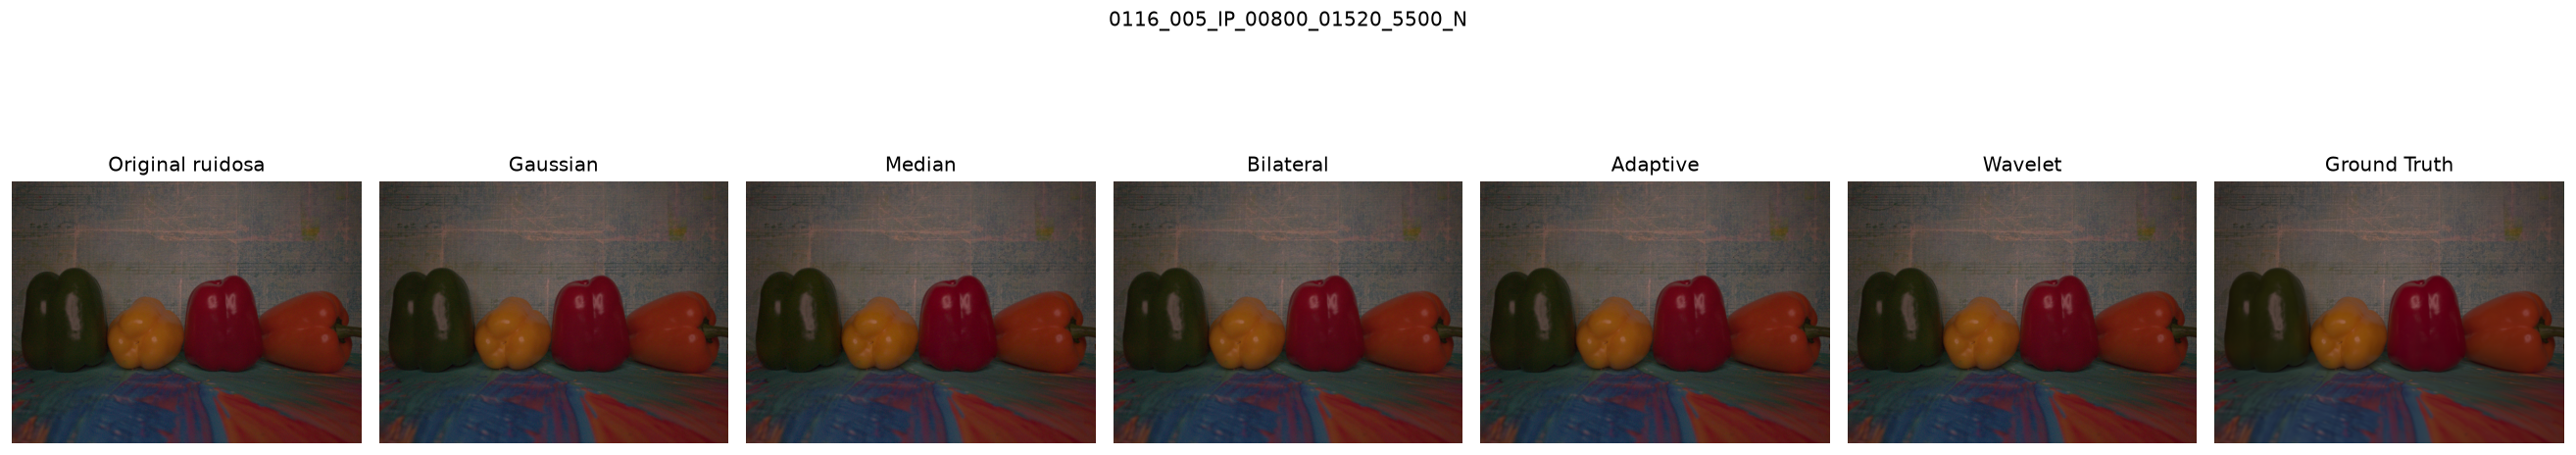 0116_005_IP_00800_01520_5500_N
Original ruidosa
Gaussian
Median
Bilateral
Adaptive
Wavelet
Ground Truth